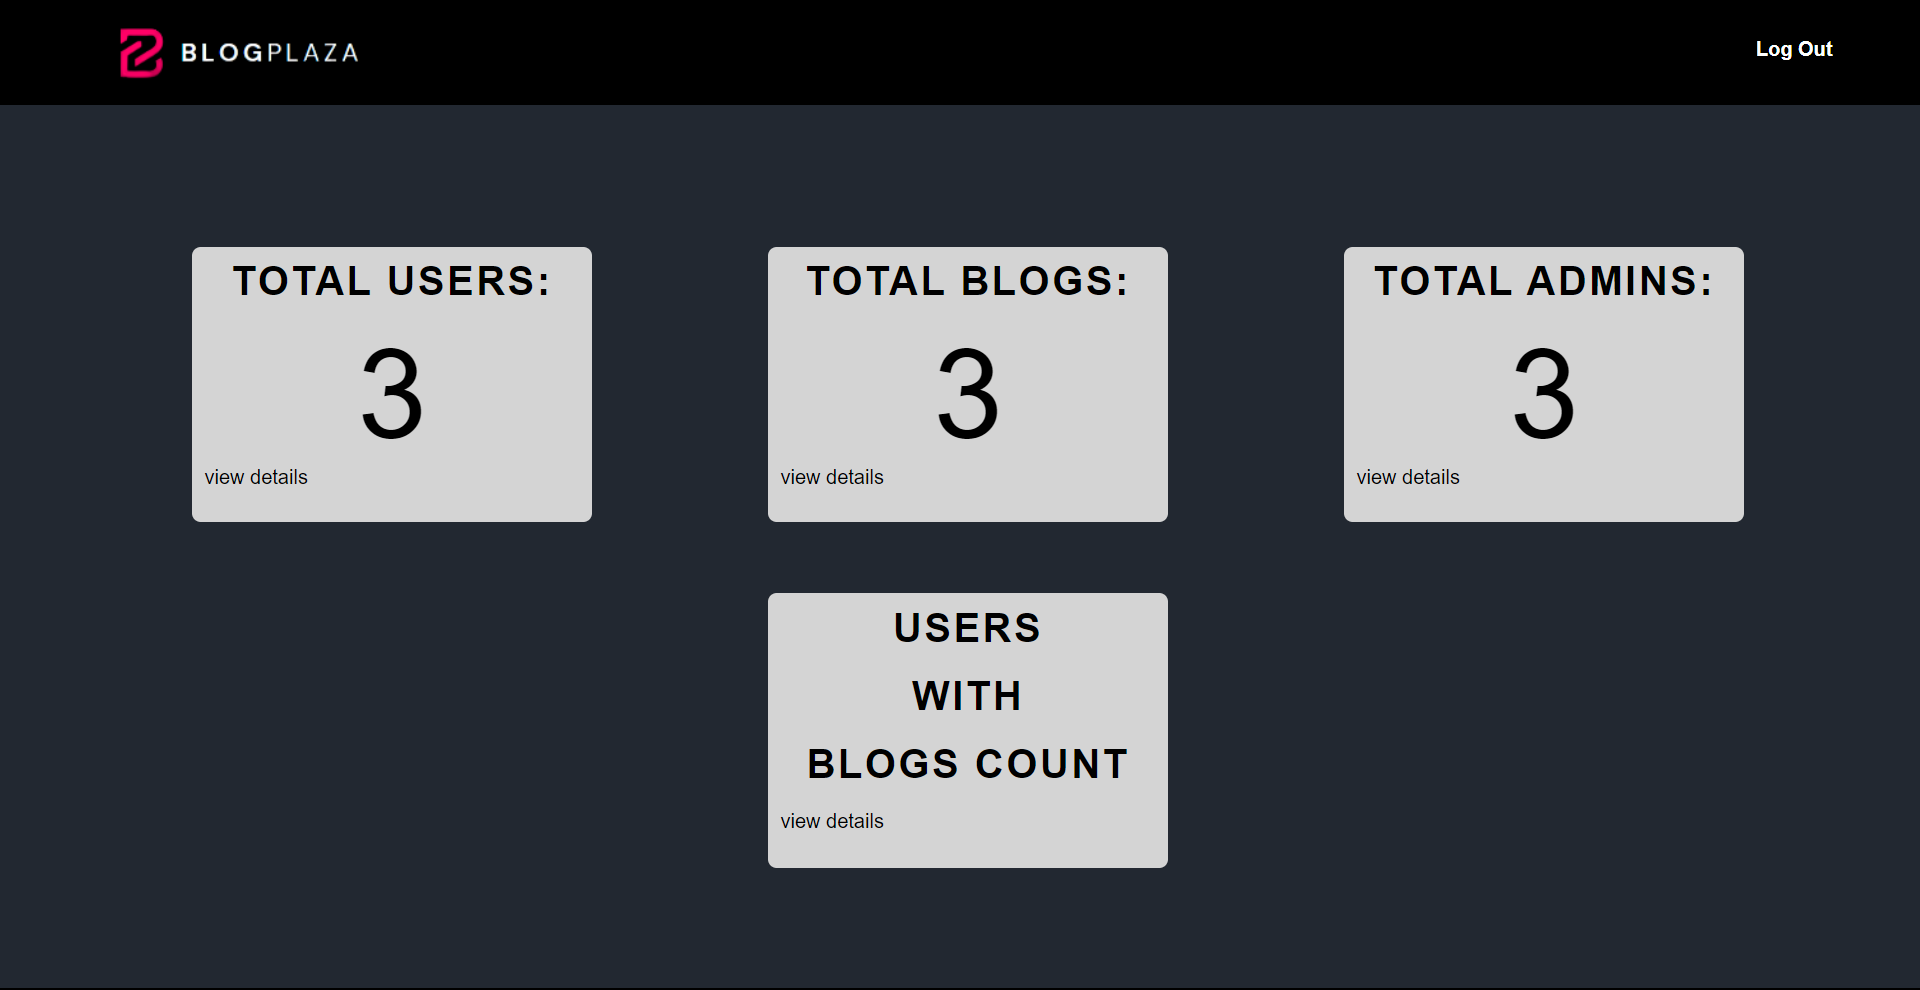 BLOGPLAZA
Log Out
TOTAL USERS:
3
view details
TOTAL BLOGS:
3
view details
TOTAL ADMINS:
3
view details
USERS
WITH
BLOGS COUNT
view details